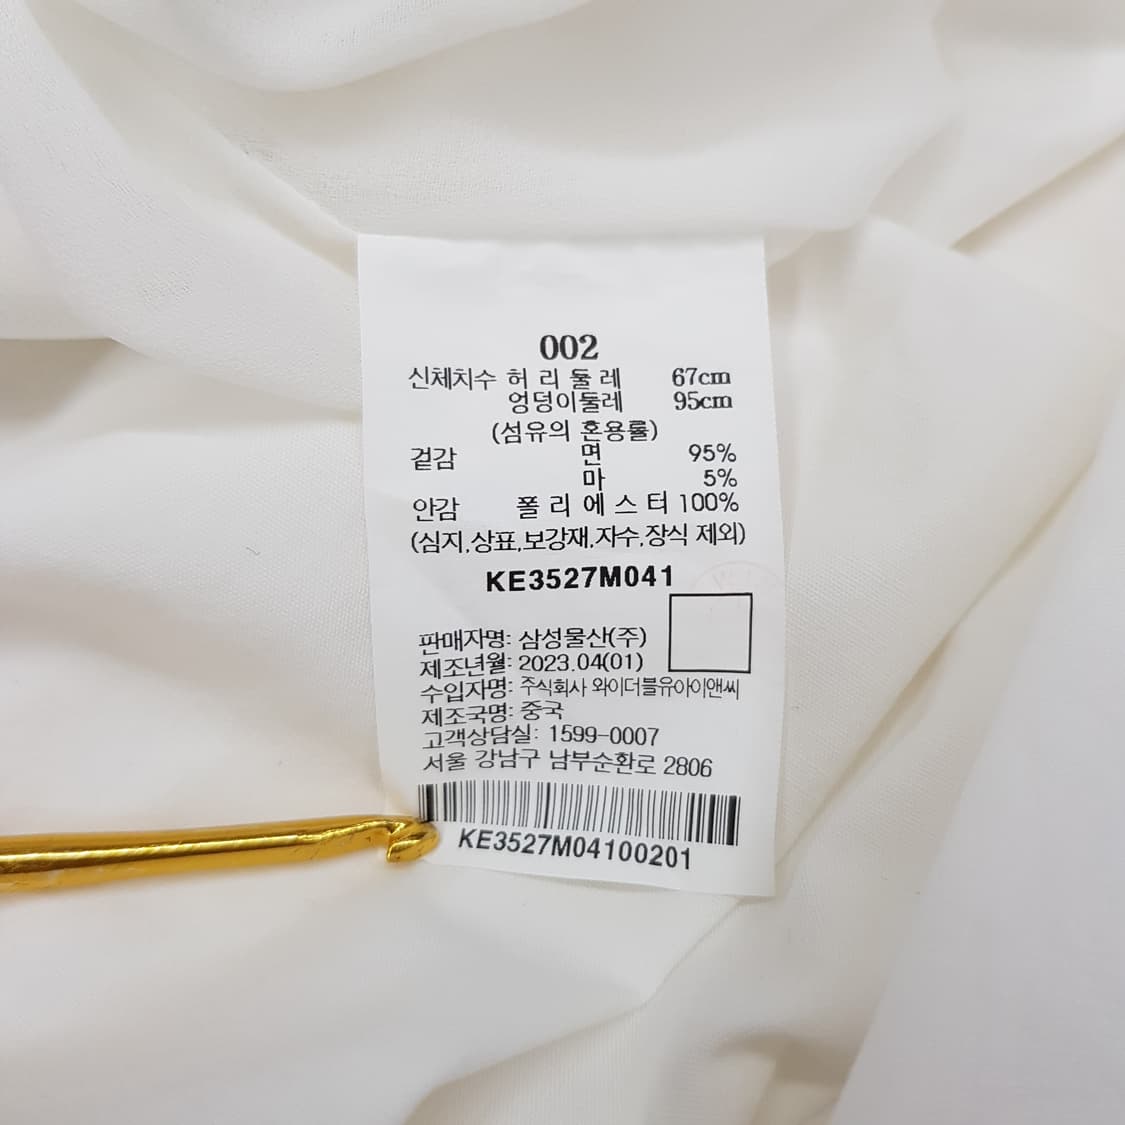 002
신체치수 허 리 둘 레 67cm
엉덩이둘레 95cm
(섬유의 혼용률)
겉감 면 95%
마 5%
안감 폴 리 에 스 터 100%
(심지,상표,보강재,자수,장식 제외)
KE3527M041
판매자명: 삼성물산(주)
제조년월: 2023.04(01)
수입자명: 주식회사 와이더블유아이앤씨
제조국명: 중국
고객상담실: 1599-0007
서울 강남구 남부순환로 2806
KE3527M04100201